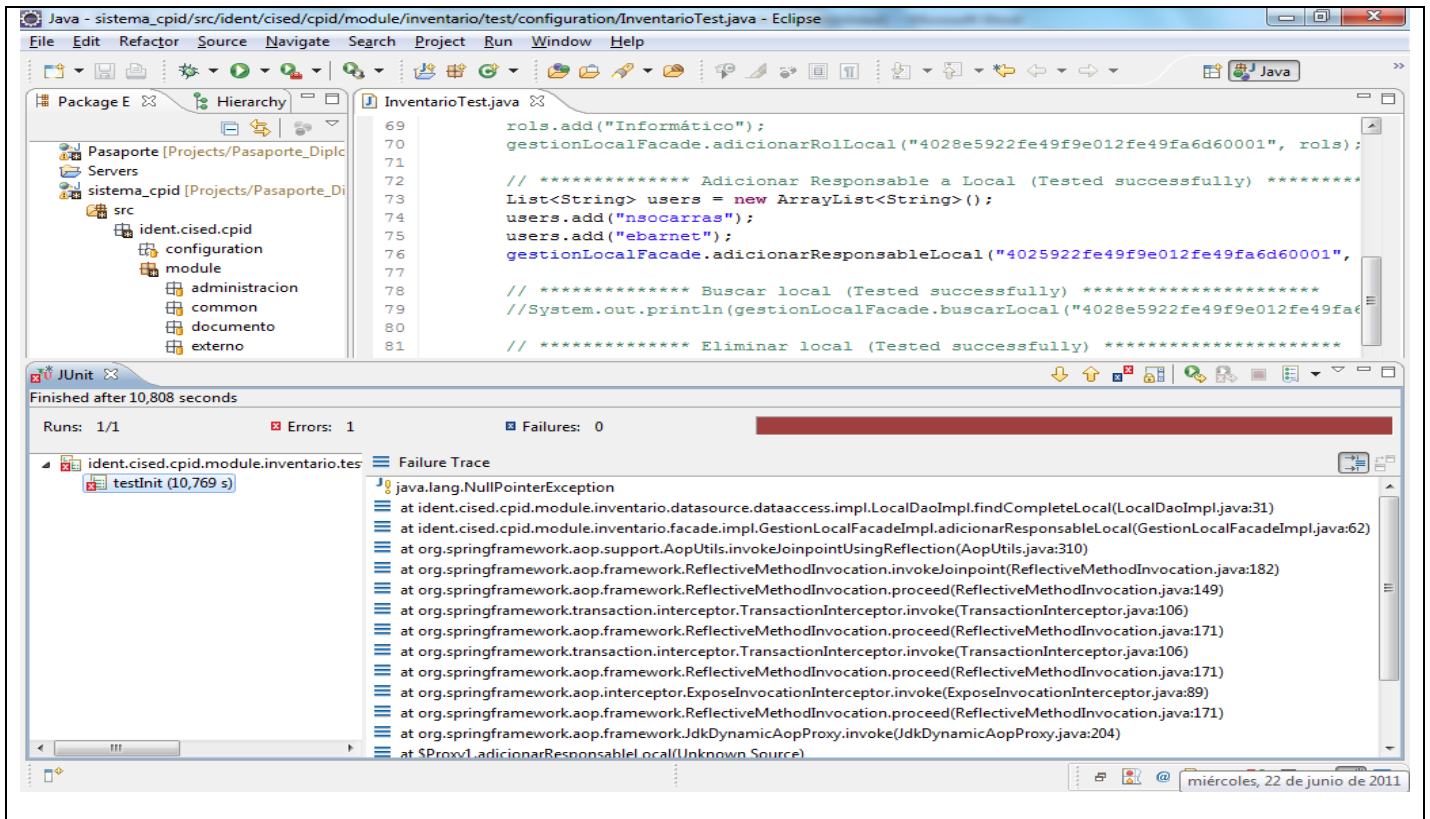 Java - sistema_cpid/src/ident/cised/cpid/module/inventario/test/configuration/InventarioTest.java - Eclipse
File Edit Refactor Source Navigate Search Project Run Window Help
Java
»
Package E Hierarchy
InventarioTest.java
Pasaporte [Projects/Pasaporte_Diplc
Servers
sistema_cpid [Projects/Pasaporte_Di
src
ident.cised.cpid
configuration
module
administracion
common
documento
externo
69 rols.add("Informático");
70 gestionLocalFacade.adicionarRolLocal("4028e5922fe49f9e012fe49fa6d60001", rols);
71
72 // ************** Adicionar Responsable a Local (Tested successfully) *********
73 List<String> users = new ArrayList<String>();
74 users.add("nsocarras");
75 users.add("ebarnet");
76 gestionLocalFacade.adicionarResponsableLocal("4025922fe49f9e012fe49fa6d60001",
77
78 // ************** Buscar local (Tested successfully) **********************
79 //System.out.println(gestionLocalFacade.buscarLocal("4028e5922fe49f9e012fe49fa6
80
81 // ************** Eliminar local (Tested successfully) **********************
JUnit
Finished after 10,808 seconds
Runs: 1/1 Errors: 1 Failures: 0
ident.cised.cpid.module.inventario.tes
testInit (10,769 s)
Failure Trace
java.lang.NullPointerException
at ident.cised.cpid.module.inventario.datasource.dataaccess.impl.LocalDaoImpl.findCompleteLocal(LocalDaoImpl.java:31)
at ident.cised.cpid.module.inventario.facade.impl.GestionLocalFacadeImpl.adicionarResponsableLocal(GestionLocalFacadeImpl.java:62)
at org.springframework.aop.support.AopUtils.invokeJoinpointUsingReflection(AopUtils.java:310)
at org.springframework.aop.framework.ReflectiveMethodInvocation.invokeJoinpoint(ReflectiveMethodInvocation.java:182)
at org.springframework.aop.framework.ReflectiveMethodInvocation.proceed(ReflectiveMethodInvocation.java:149)
at org.springframework.transaction.interceptor.TransactionInterceptor.invoke(TransactionInterceptor.java:106)
at org.springframework.aop.framework.ReflectiveMethodInvocation.proceed(ReflectiveMethodInvocation.java:171)
at org.springframework.transaction.interceptor.TransactionInterceptor.invoke(TransactionInterceptor.java:106)
at org.springframework.aop.framework.ReflectiveMethodInvocation.proceed(ReflectiveMethodInvocation.java:171)
at org.springframework.aop.interceptor.ExposeInvocationInterceptor.invoke(ExposeInvocationInterceptor.java:89)
at org.springframework.aop.framework.ReflectiveMethodInvocation.proceed(ReflectiveMethodInvocation.java:171)
at org.springframework.aop.framework.JdkDynamicAopProxy.invoke(JdkDynamicAopProxy.java:204)
at $Proxy1.adicionarResponsableLocal(Unknown Source)
miércoles, 22 de junio de 2011